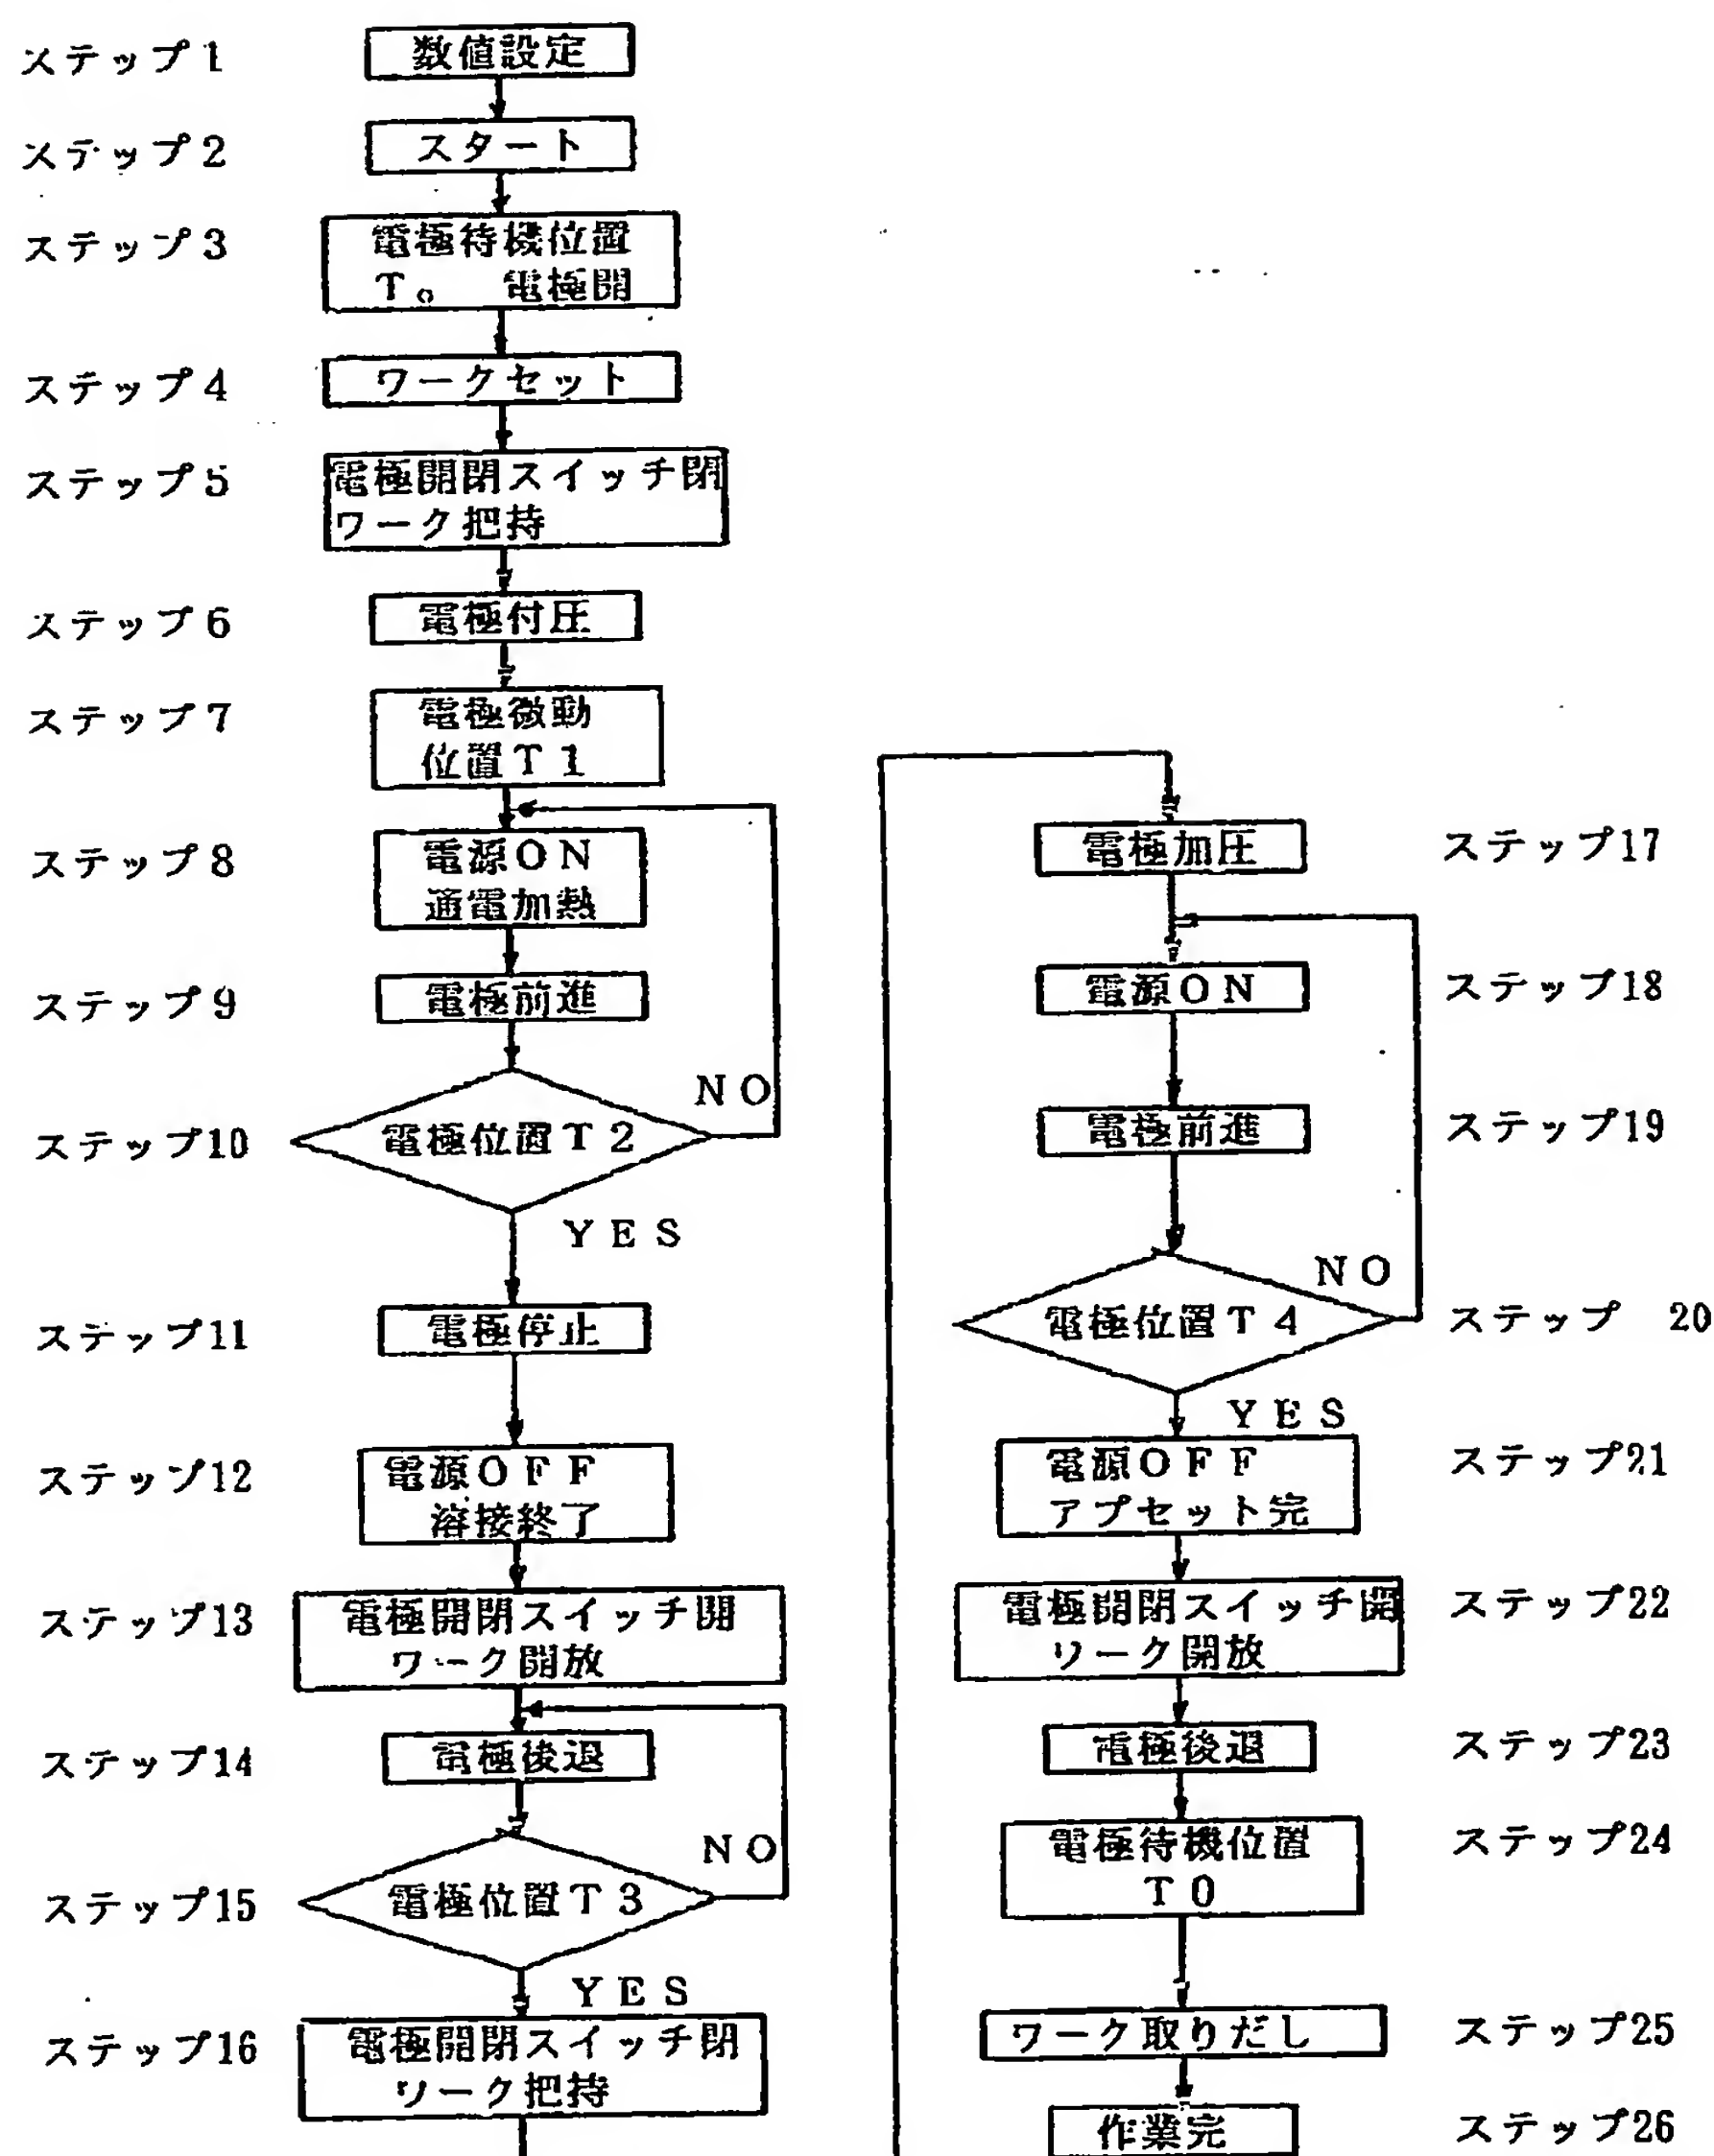 ステップ1
数値設定
ステップ2
スタート
ステップ3
電極待機位置
T₀ 電極開
ステップ4
ワークセット
ステップ5
電極開閉スイッチ閉
ワーク把持
ステップ6
電極付圧
ステップ7
電極微動
位置T1
ステップ8
電源ON
通電加熱
ステップ9
電極前進
NO
ステップ10
電極位置T2
YES
ステップ11
電極停止
ステップ12
電源OFF
溶接終了
ステップ13
電極開閉スイッチ開
ワーク開放
ステップ14
電極後退
NO
ステップ15
電極位置T3
YES
ステップ16
電極開閉スイッチ閉
ワーク把持
電極加圧
ステップ17
電源ON
ステップ18
電極前進
ステップ19
NO
電極位置T4
ステップ 20
YES
電源OFF
アプセット完
ステップ21
電極開閉スイッチ開
ワーク開放
ステップ22
電極後退
ステップ23
電極待機位置
T0
ステップ24
ワーク取りだし
ステップ25
作業完
ステップ26